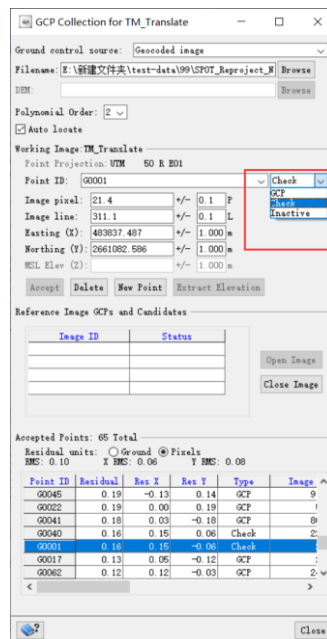 GCP Collection for TM_Translate
Ground control source: Geocoded image
Filename: E:\新建文件夹\test-data\99\SPOT_Reproject_N Browse
DEM: Browse
Polynomial Order: 2
Auto locate
Working Image:TM_Translate
Point Projection: UTM 50 R E01
Point ID: G0001 Check
GCP
Check
Inactive
Image pixel: 21.4 +/- 0.1 P
Image line: 311.1 +/- 0.1 L
Easting (X): 483837.487 +/- 1.000 m
Northing (Y): 2661082.586 +/- 1.000 m
MSL Elev (Z): +/- 1.000 m
Accept Delete New Point Extract Elevation
Reference Image GCPs and Candidates
Image ID Status
Open Image
Close Image
Accepted Points: 65 Total
Residual units: Ground Pixels
RMS: 0.10 X RMS: 0.06 Y RMS: 0.08
Point ID Residual Res X Res Y Type Image
G0045 0.19 -0.13 0.14 GCP 9
G0022 0.19 0.00 0.19 GCP
G0041 0.18 0.03 -0.18 GCP 8
G0040 0.16 0.15 0.06 Check 2
G0001 0.16 0.15 -0.06 Check
G0017 0.13 0.05 -0.12 GCP
G0062 0.12 0.12 -0.03 GCP 2
Close